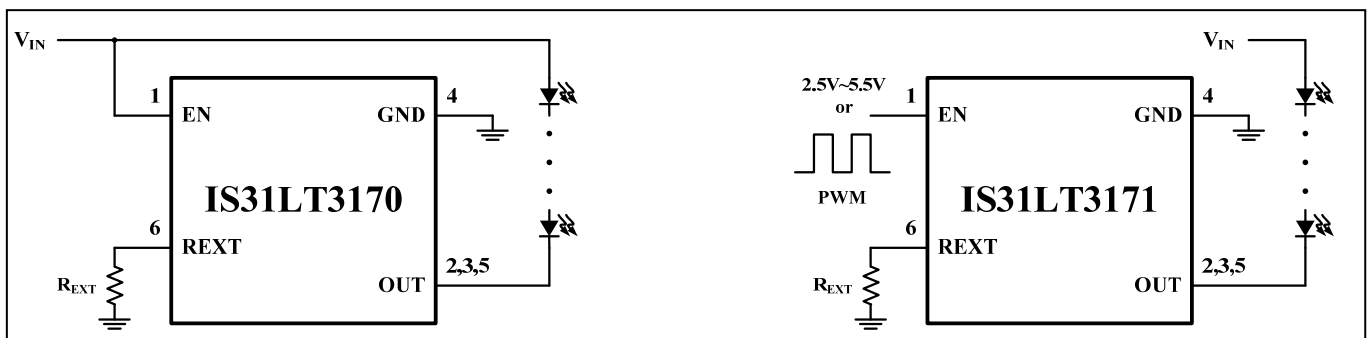 VIN
1
EN
4
GND
IS31LT3170
6
REXT
REXT
2,3,5
OUT
VIN
2.5V~5.5V
or
PWM
1
EN
4
GND
IS31LT3171
6
REXT
REXT
2,3,5
OUT